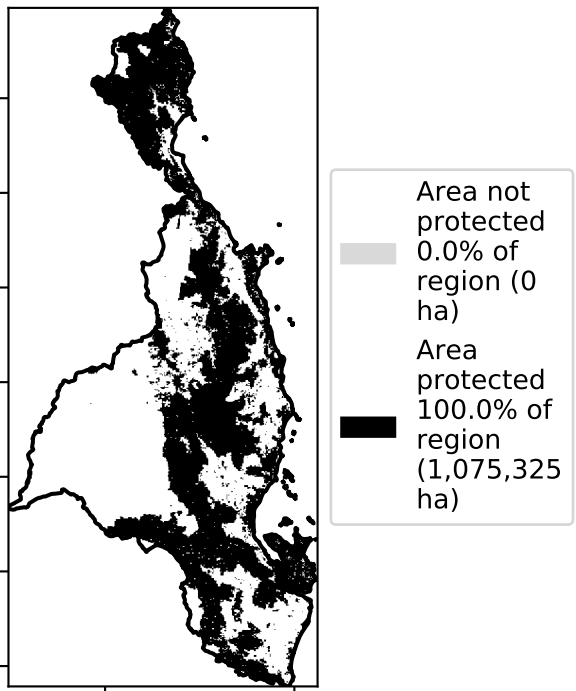 Area not
protected
0.0% of
region (0
ha)
Area
protected
100.0% of
region
(1,075,325
ha)